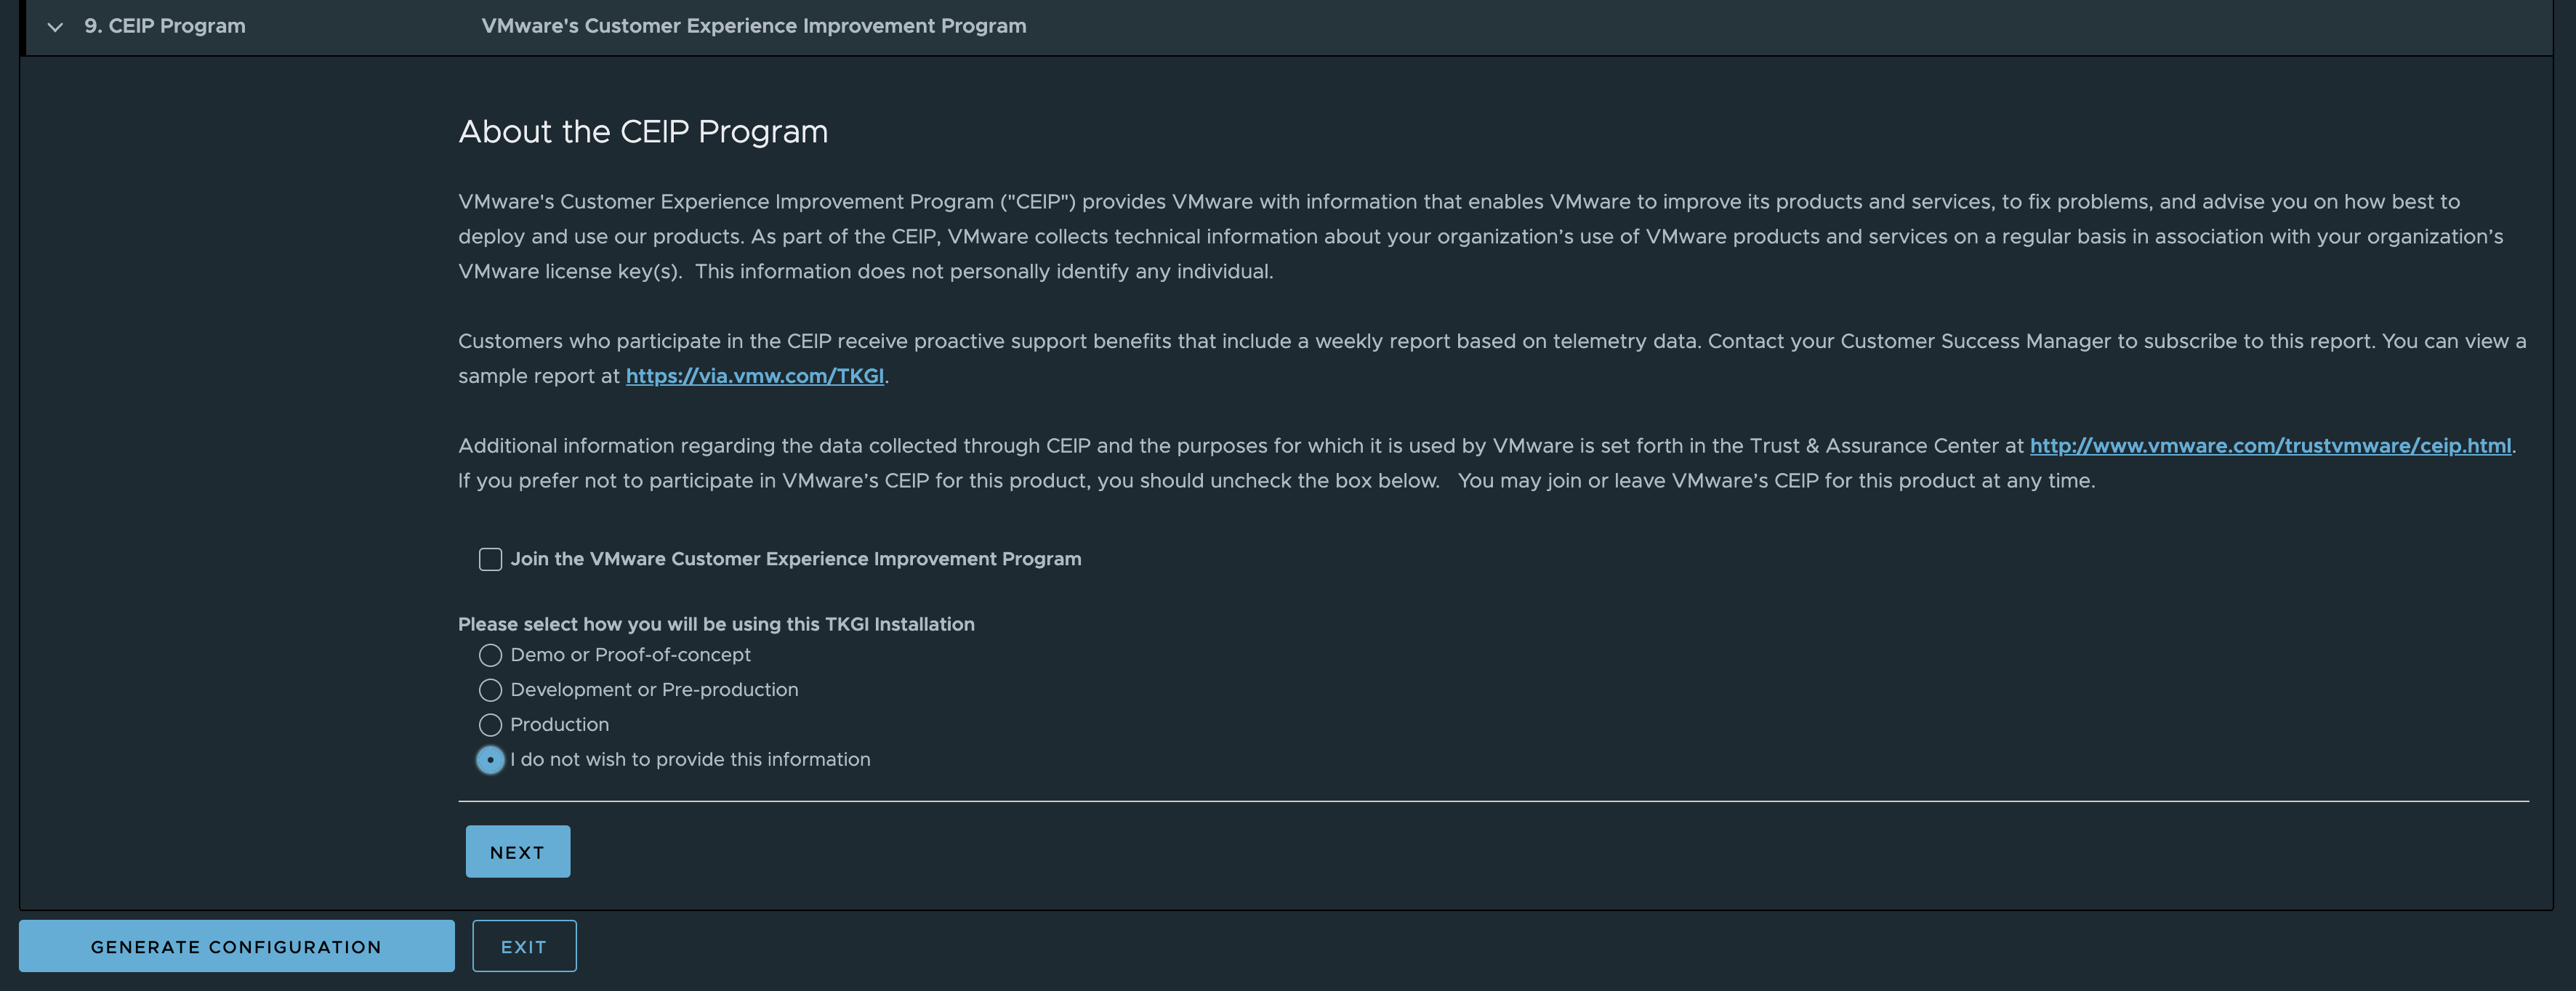 9. CEIP Program
VMware's Customer Experience Improvement Program
About the CEIP Program
VMware's Customer Experience Improvement Program ("CEIP") provides VMware with information that enables VMware to improve its products and services, to fix problems, and advise you on how best to
deploy and use our products. As part of the CEIP, VMware collects technical information about your organization’s use of VMware products and services on a regular basis in association with your organization’s
VMware license key(s).  This information does not personally identify any individual.
Customers who participate in the CEIP receive proactive support benefits that include a weekly report based on telemetry data. Contact your Customer Success Manager to subscribe to this report. You can view a
sample report at https://via.vmw.com/TKGI.
Additional information regarding the data collected through CEIP and the purposes for which it is used by VMware is set forth in the Trust & Assurance Center at http://www.vmware.com/trustvmware/ceip.html.
If you prefer not to participate in VMware’s CEIP for this product, you should uncheck the box below.   You may join or leave VMware’s CEIP for this product at any time.
Join the VMware Customer Experience Improvement Program
Please select how you will be using this TKGI Installation
Demo or Proof-of-concept
Development or Pre-production
Production
I do not wish to provide this information
NEXT
GENERATE CONFIGURATION
EXIT